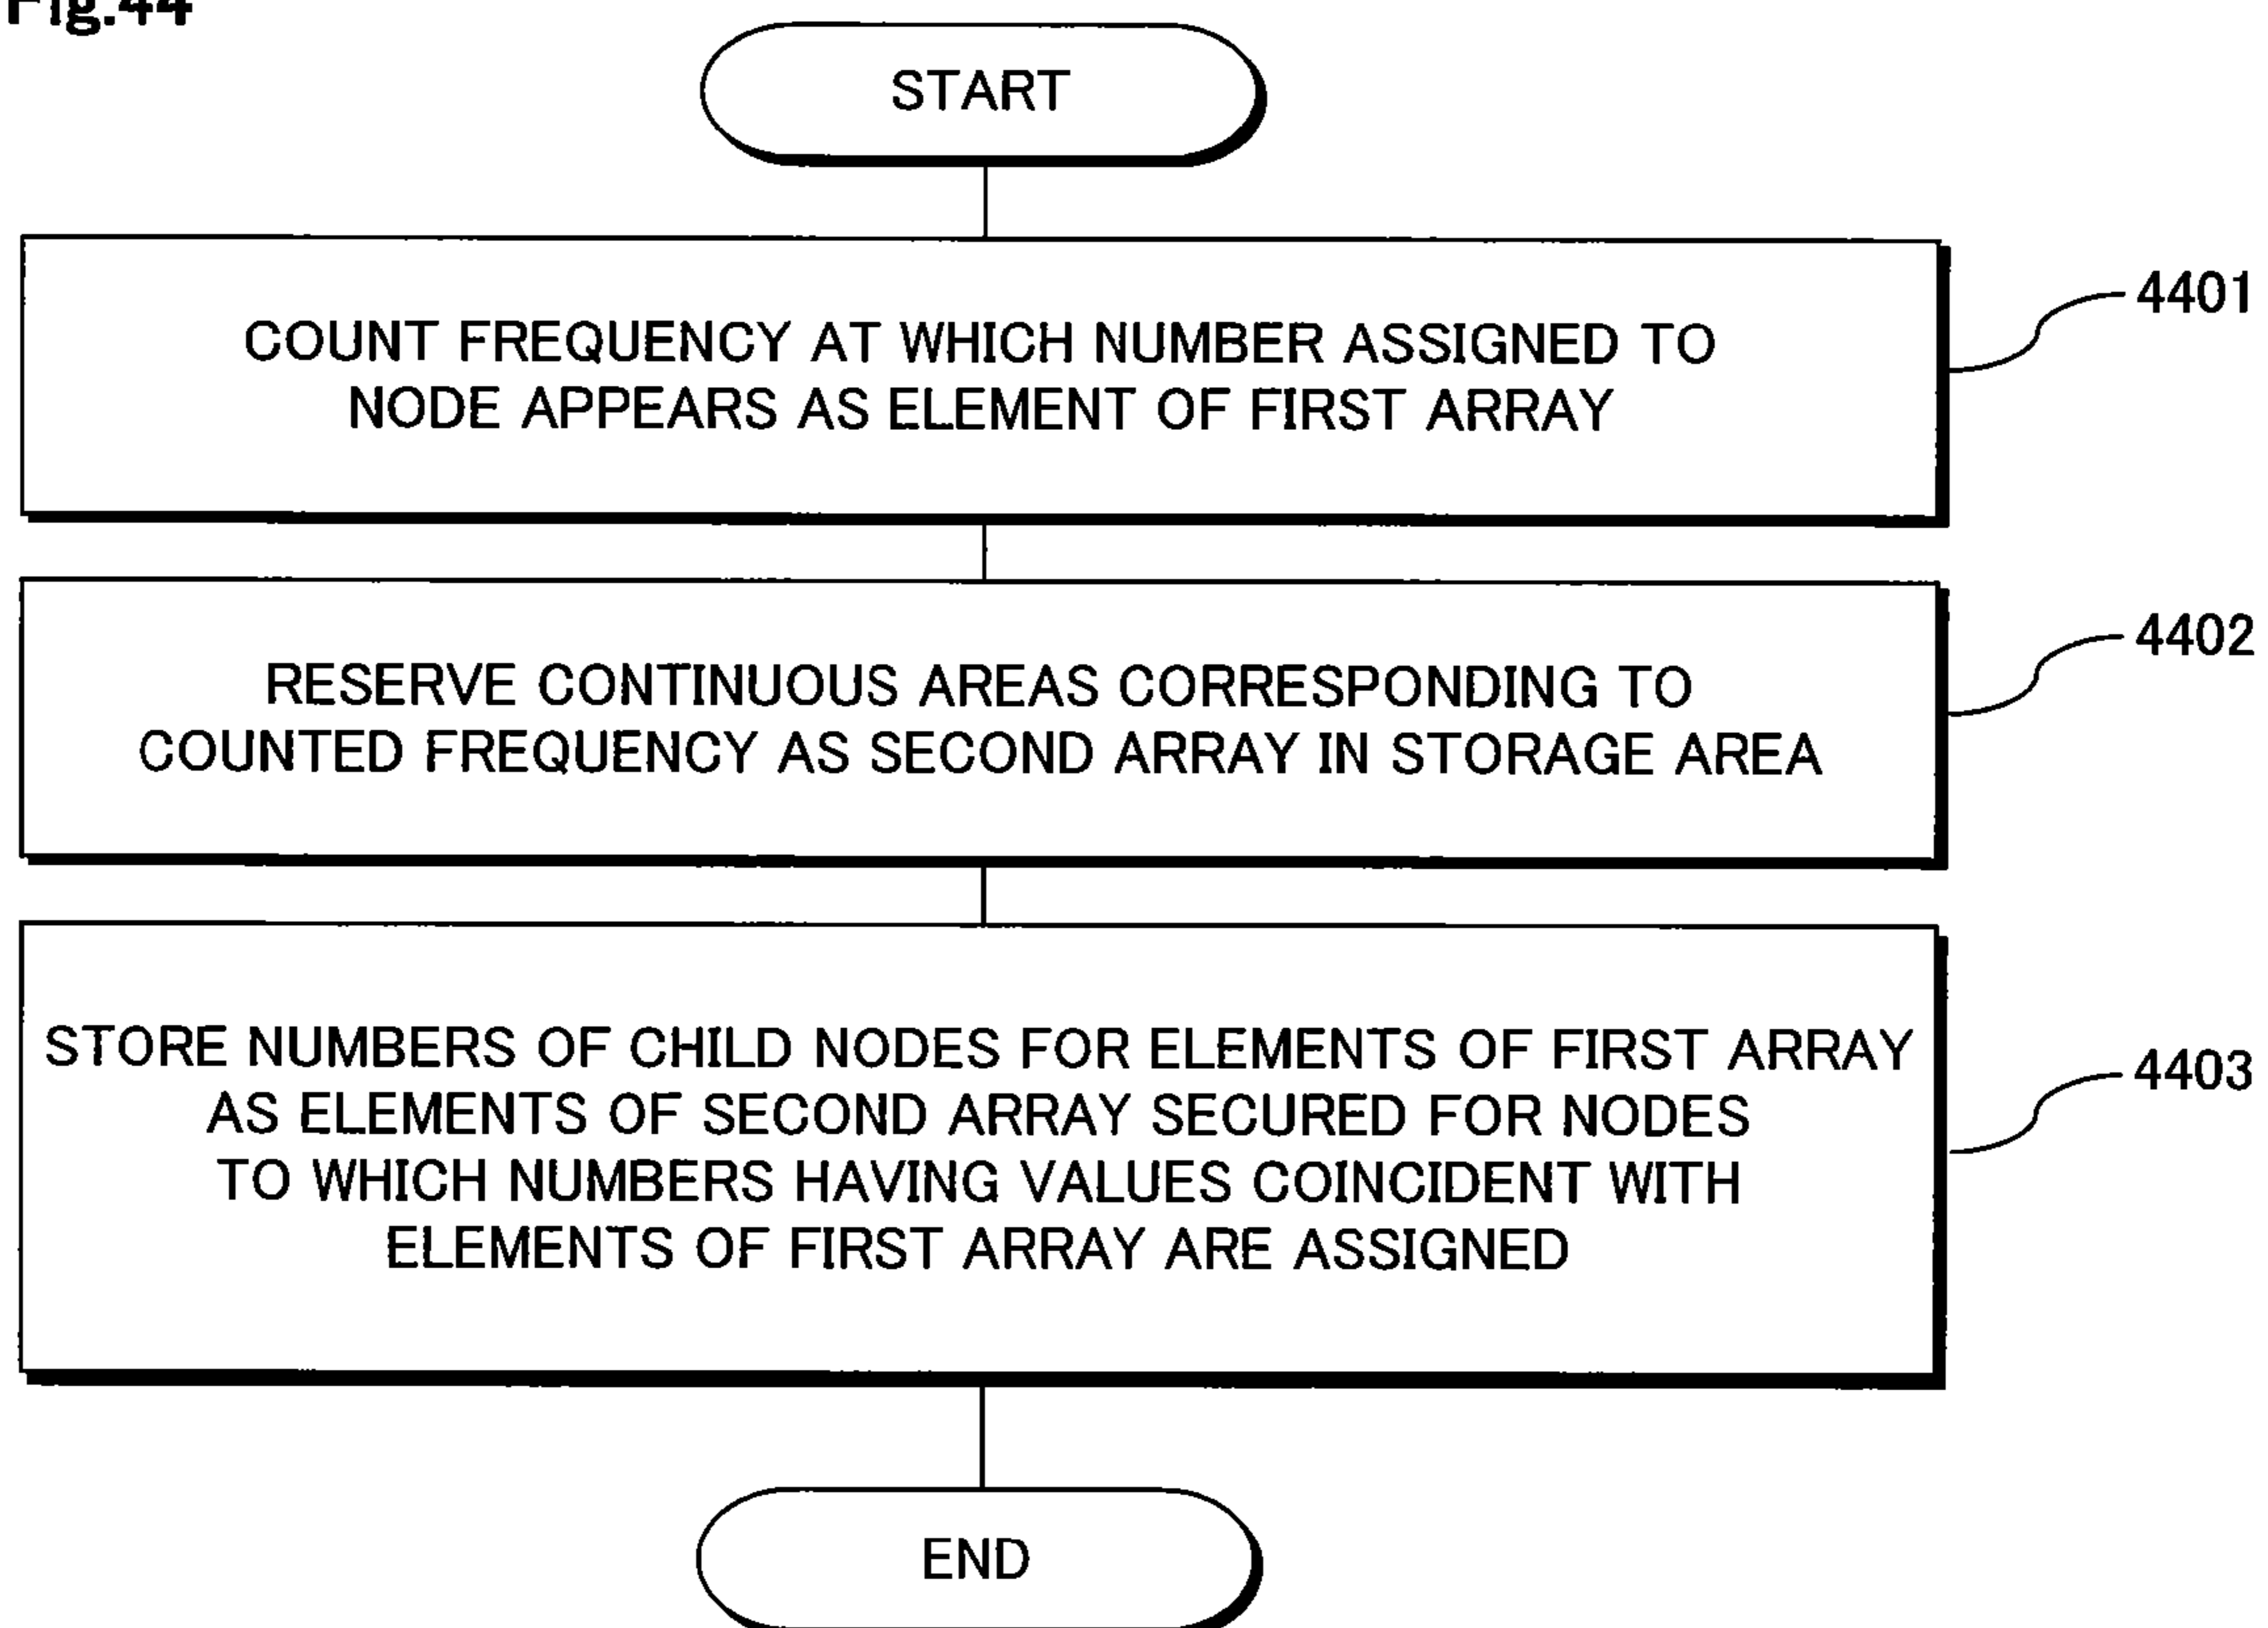 Fig.44
START
COUNT FREQUENCY AT WHICH NUMBER ASSIGNED TO
NODE APPEARS AS ELEMENT OF FIRST ARRAY
4401
RESERVE CONTINUOUS AREAS CORRESPONDING TO
COUNTED FREQUENCY AS SECOND ARRAY IN STORAGE AREA
4402
STORE NUMBERS OF CHILD NODES FOR ELEMENTS OF FIRST ARRAY
AS ELEMENTS OF SECOND ARRAY SECURED FOR NODES
TO WHICH NUMBERS HAVING VALUES COINCIDENT WITH
ELEMENTS OF FIRST ARRAY ARE ASSIGNED
4403
END